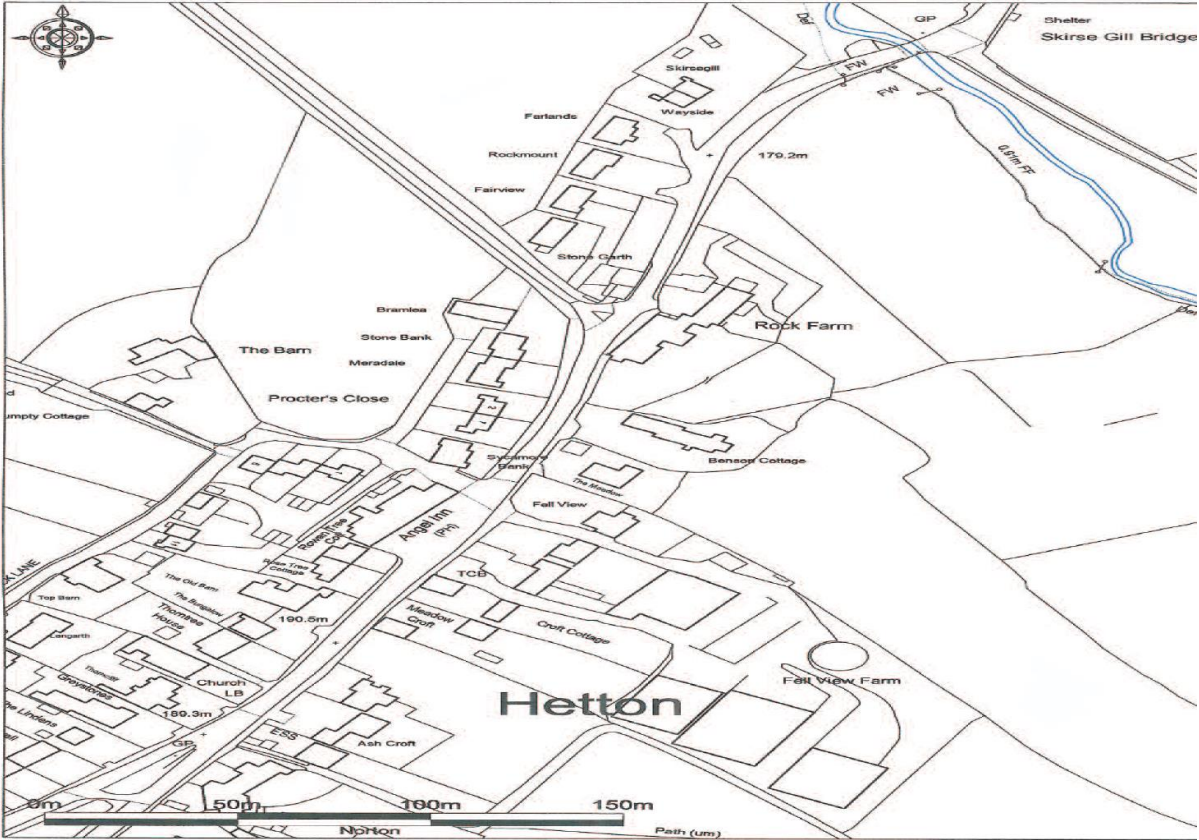 GP
Shelter
Skirse Gill Bridge
Def
FW
FW
Skirsegill
Wayside
Farlands
Rockmount
179.2m
0.91m FF
Fairview
Stone Garth
Bramlea
Rock Farm
Stone Bank
The Barn
Meradale
Procter's Close
umpty Cottage
Sycamore
Bank
Benson Cottage
The Meadow
Fell View
Angel Inn
(PH)
Rowan Tree
Cott
Rose Tree
Cottage
TCB
The Old Barn
The Bungalow
Top Barn
Thorntree
House
190.5m
Meadow
Croft
Croft Cottage
Langarth
Church
LB
Fell View Farm
Greystones
189.3m
Hetton
The Lindens
GP
ESS
Ash Croft
0m
50m
100m
150m
Norton
Path (um)